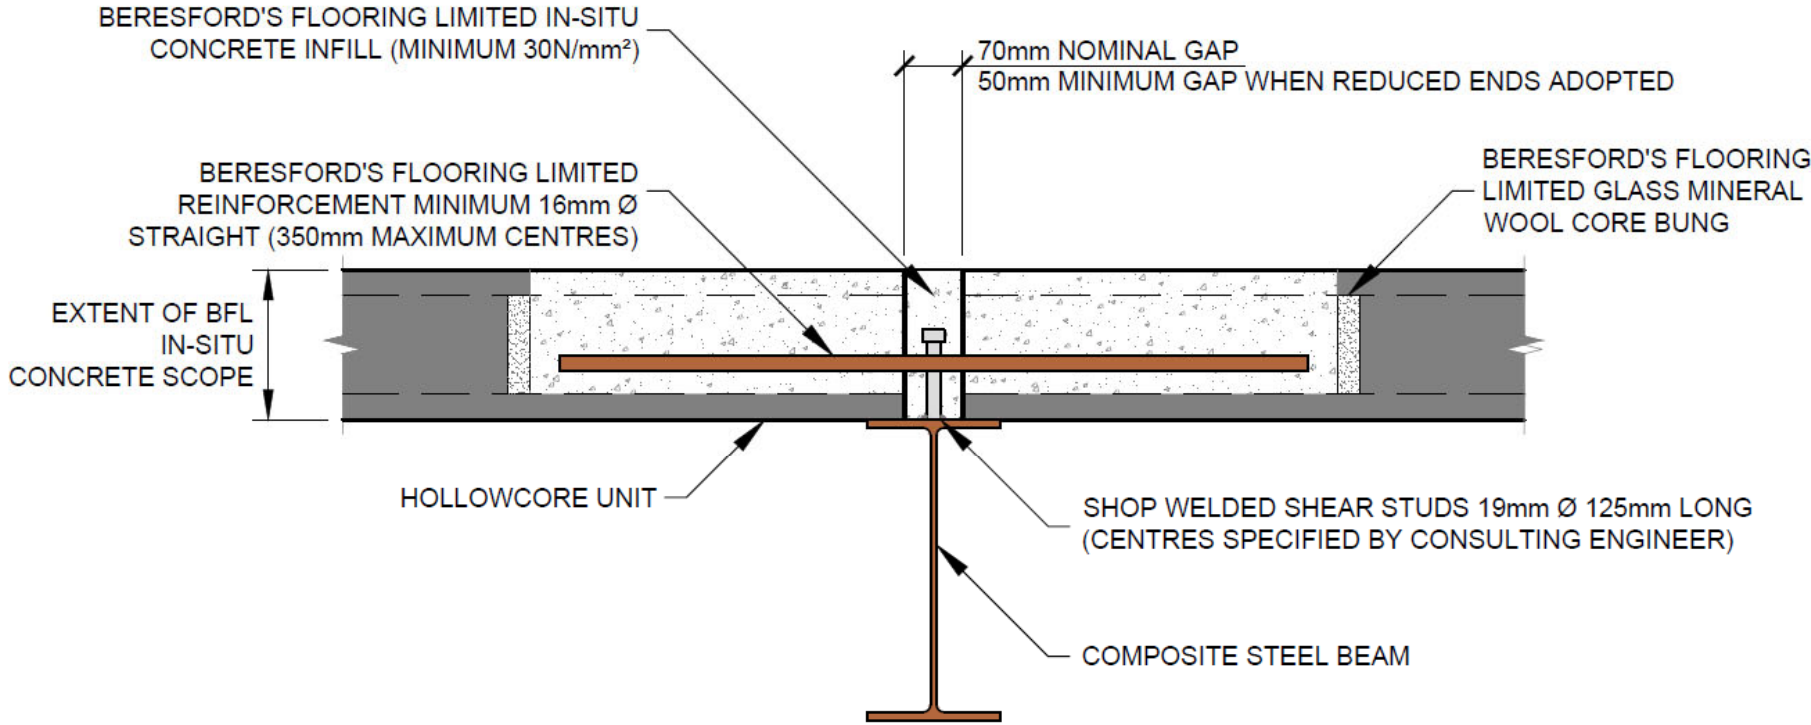 BERESFORD'S FLOORING LIMITED IN-SITU
CONCRETE INFILL (MINIMUM 30N/mm²)
70mm NOMINAL GAP
50mm MINIMUM GAP WHEN REDUCED ENDS ADOPTED
BERESFORD'S FLOORING LIMITED
REINFORCEMENT MINIMUM 16mm Ø
STRAIGHT (350mm MAXIMUM CENTRES)
BERESFORD'S FLOORING
LIMITED GLASS MINERAL
WOOL CORE BUNG
EXTENT OF BFL
IN-SITU
CONCRETE SCOPE
HOLLOWCORE UNIT
SHOP WELDED SHEAR STUDS 19mm Ø 125mm LONG
(CENTRES SPECIFIED BY CONSULTING ENGINEER)
COMPOSITE STEEL BEAM